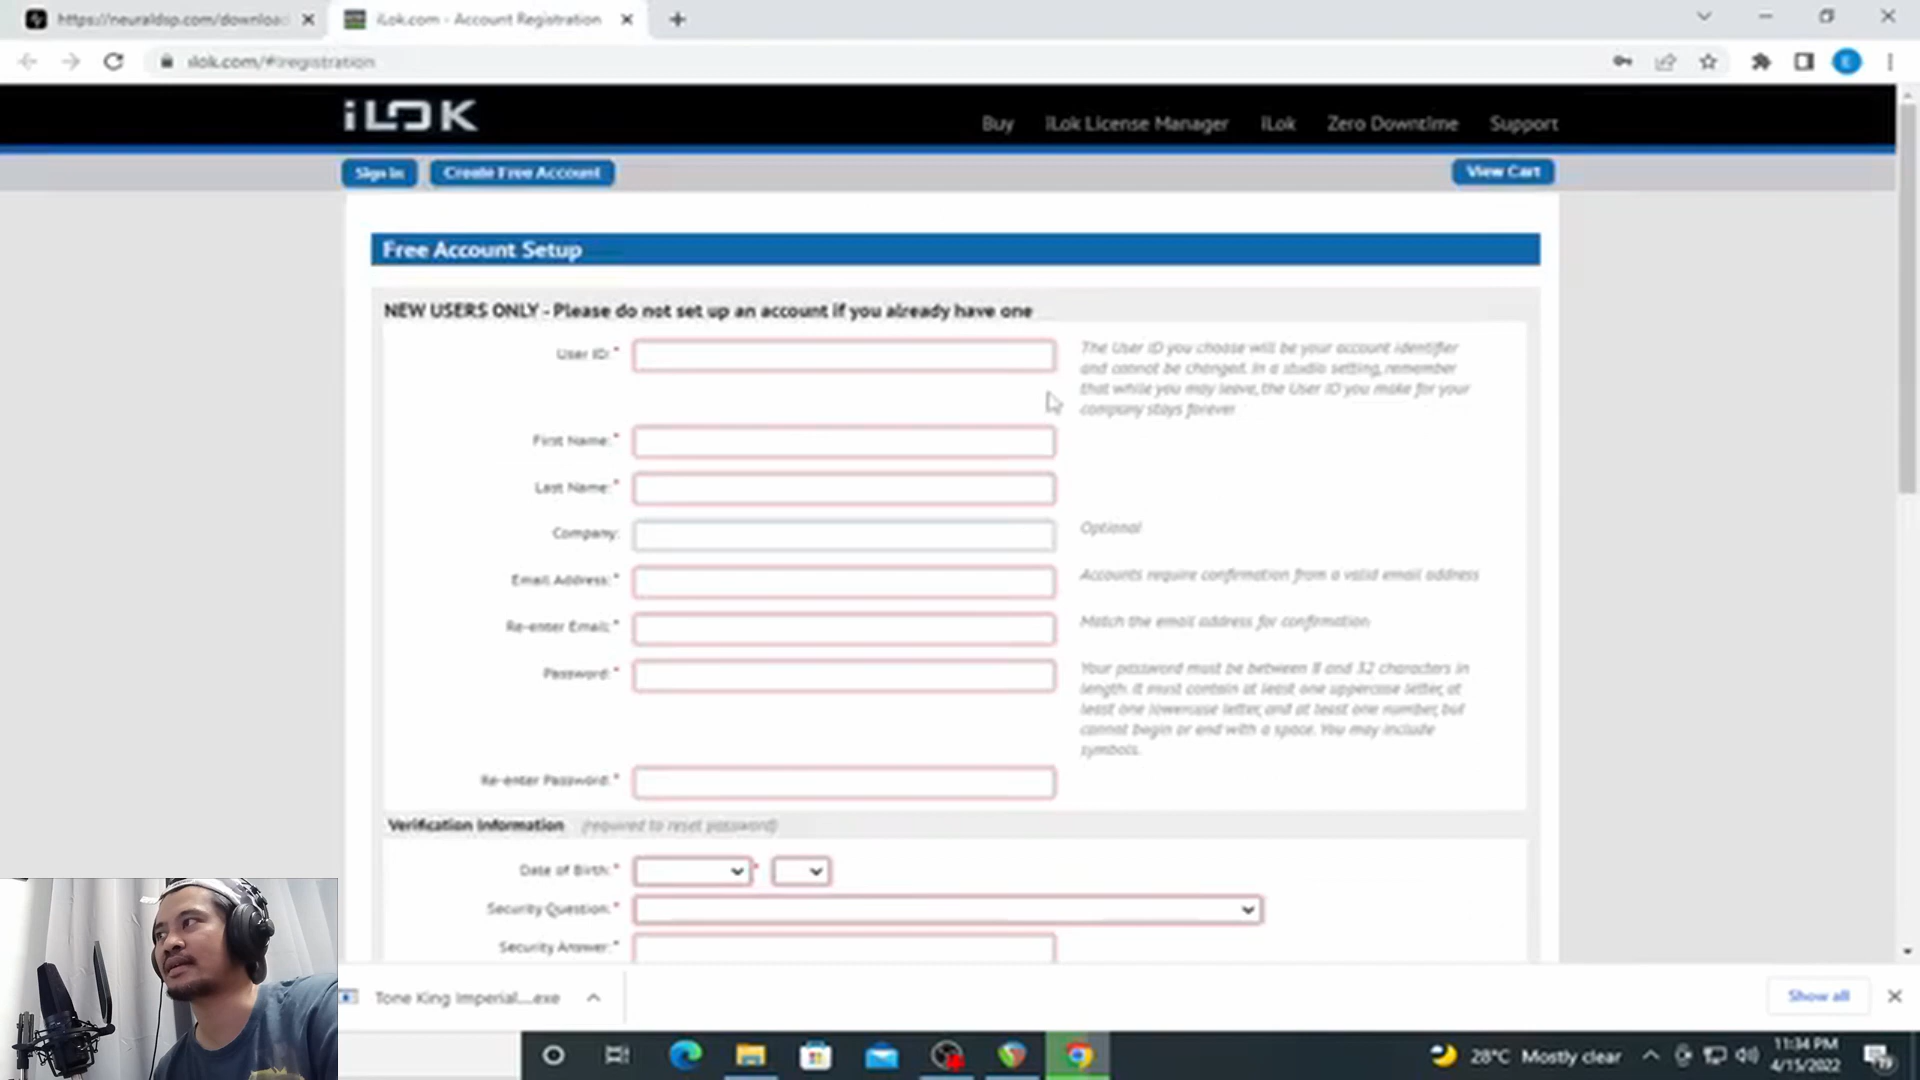 https://neuraldsp.com/downloa
iLok.com - Account Registration
ilok.com/#!registration
iLOK
Buy
iLok License Manager
iLok
Zero Downtime
Support
Sign In
Create Free Account
View Cart
Free Account Setup
NEW USERS ONLY - Please do not set up an account if you already have one
User ID: *
The User ID you choose will be your account identifier
and cannot be changed. In a studio setting, remember
that while you may leave, the User ID you make for your
company stays forever
First Name: *
Last Name: *
Company:
Optional
Email Address: *
Accounts require confirmation from a valid email address
Re-enter Email: *
Match the email address for confirmation
Password: *
Your password must be between 8 and 32 characters in
length. It must contain at least one uppercase letter, at
least one lowercase letter, and at least one number, but
cannot begin or end with a space. You may include
symbols.
Re-enter Password: *
Verification Information (required to reset password)
Date of Birth: * *
Security Question: *
Security Answer: *
Tone King Imperial....exe
Show all
28°C Mostly clear
11:34 PM
4/15/2022